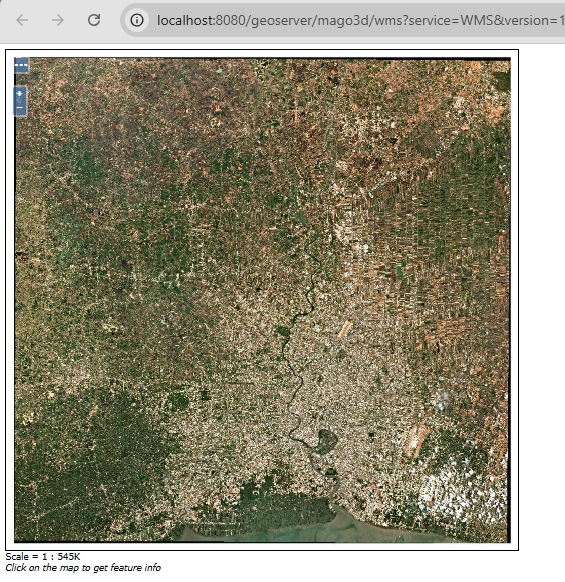 localhost:8080/geoserver/mago3d/wms?service=WMS&version=1
+
−
Scale = 1 : 545K
Click on the map to get feature info